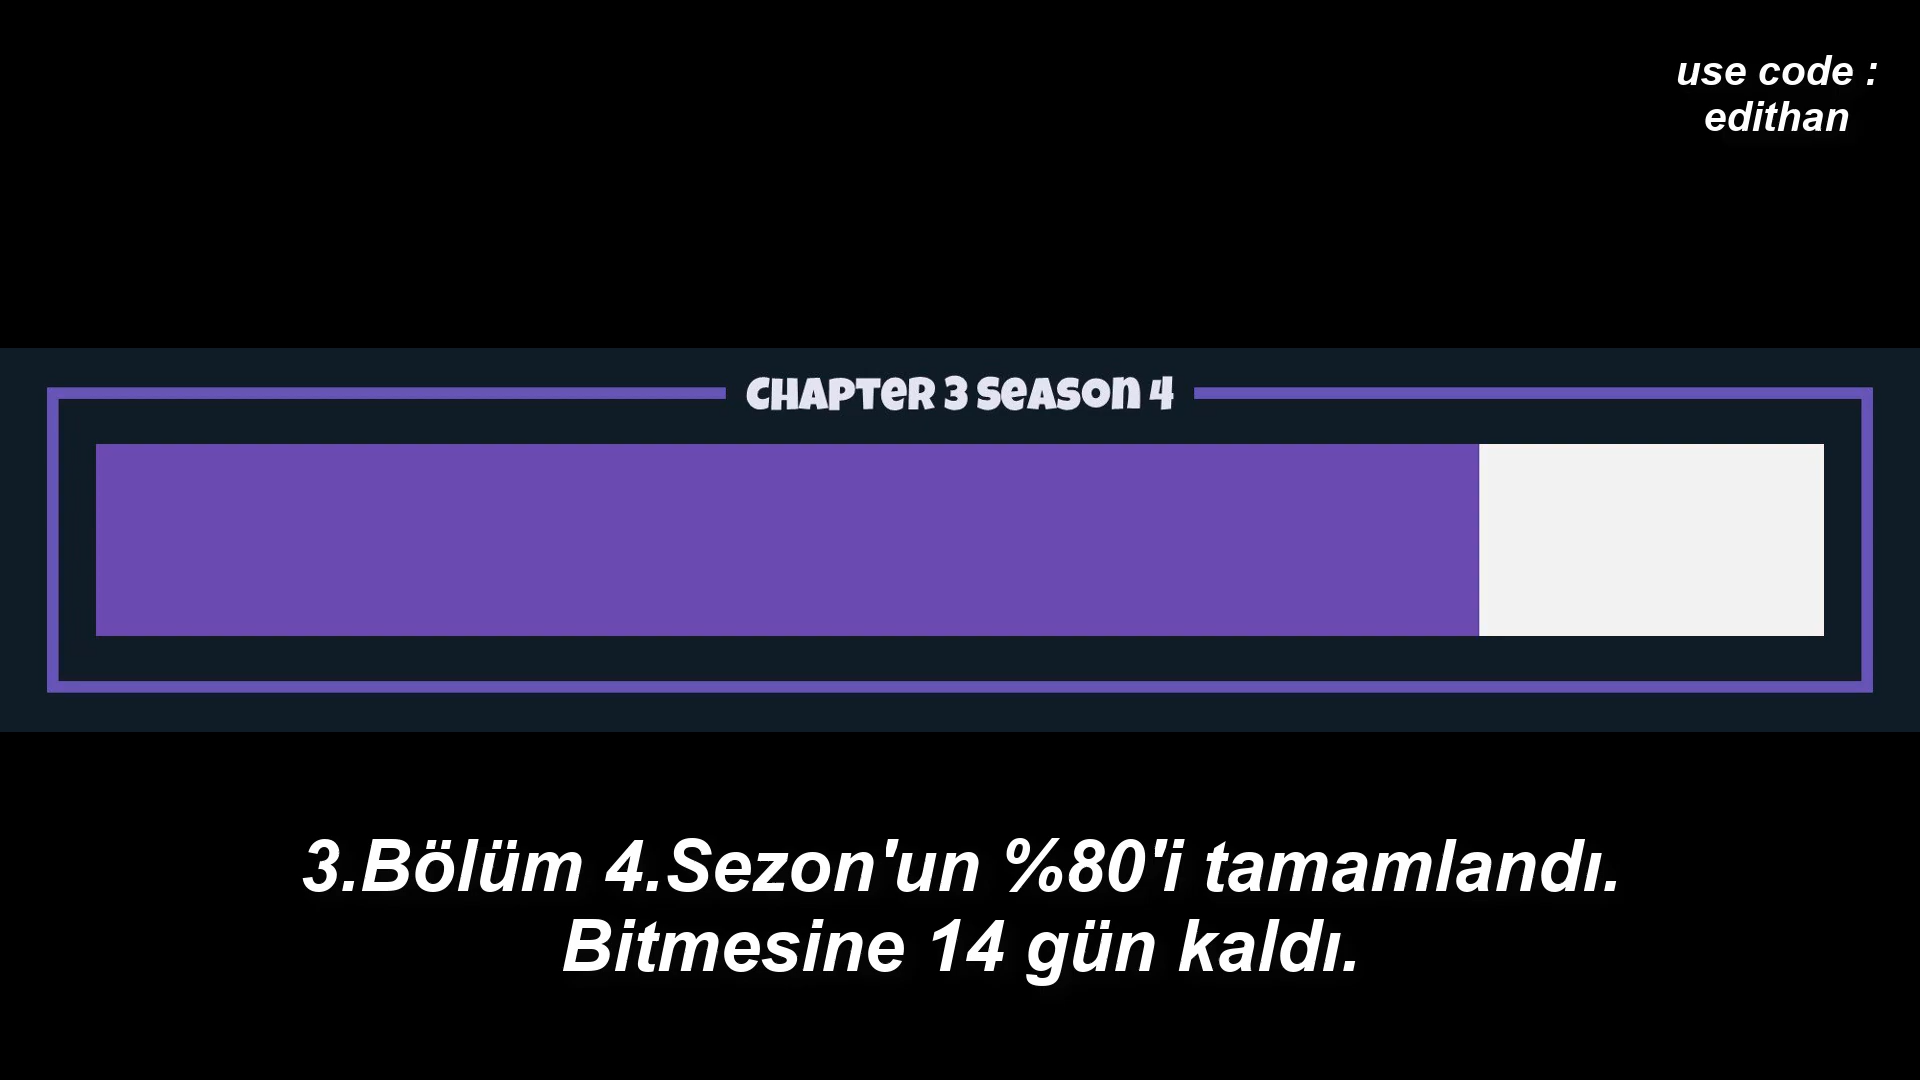 use code :
edithan
CHAPTER 3 SEASON 4
3.Bölüm 4.Sezon'un %80'i tamamlandı.
Bitmesine 14 gün kaldı.